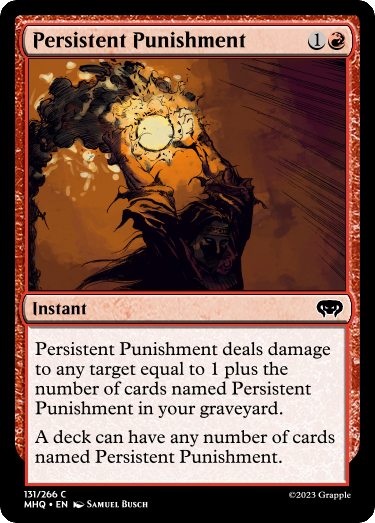 Persistent Punishment 1
Instant
Persistent Punishment deals damage
to any target equal to 1 plus the
number of cards named Persistent
Punishment in your graveyard.
A deck can have any number of cards
named Persistent Punishment.
131/266 C ©2023 Grapple
MHQ • EN Samuel Busch